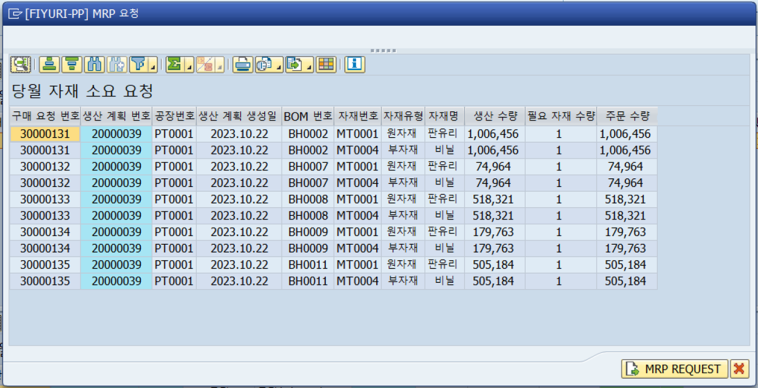 [FIYURI-PP] MRP 요청
당월 자재 소요 요청
구매 요청 번호 생산 계획 번호 공장번호 생산 계획 생성일 BOM 번호 자재번호 자재유형 자재명 생산 수량 필요 자재 수량 주문 수량
30000131 20000039 PT0001 2023.10.22 BH0002 MT0001 원자재 판유리 1,006,456 1 1,006,456
30000131 20000039 PT0001 2023.10.22 BH0002 MT0004 부자재 비닐 1,006,456 1 1,006,456
30000132 20000039 PT0001 2023.10.22 BH0007 MT0001 원자재 판유리 74,964 1 74,964
30000132 20000039 PT0001 2023.10.22 BH0007 MT0004 부자재 비닐 74,964 1 74,964
30000133 20000039 PT0001 2023.10.22 BH0008 MT0001 원자재 판유리 518,321 1 518,321
30000133 20000039 PT0001 2023.10.22 BH0008 MT0004 부자재 비닐 518,321 1 518,321
30000134 20000039 PT0001 2023.10.22 BH0009 MT0001 원자재 판유리 179,763 1 179,763
30000134 20000039 PT0001 2023.10.22 BH0009 MT0004 부자재 비닐 179,763 1 179,763
30000135 20000039 PT0001 2023.10.22 BH0011 MT0001 원자재 판유리 505,184 1 505,184
30000135 20000039 PT0001 2023.10.22 BH0011 MT0004 부자재 비닐 505,184 1 505,184
MRP REQUEST